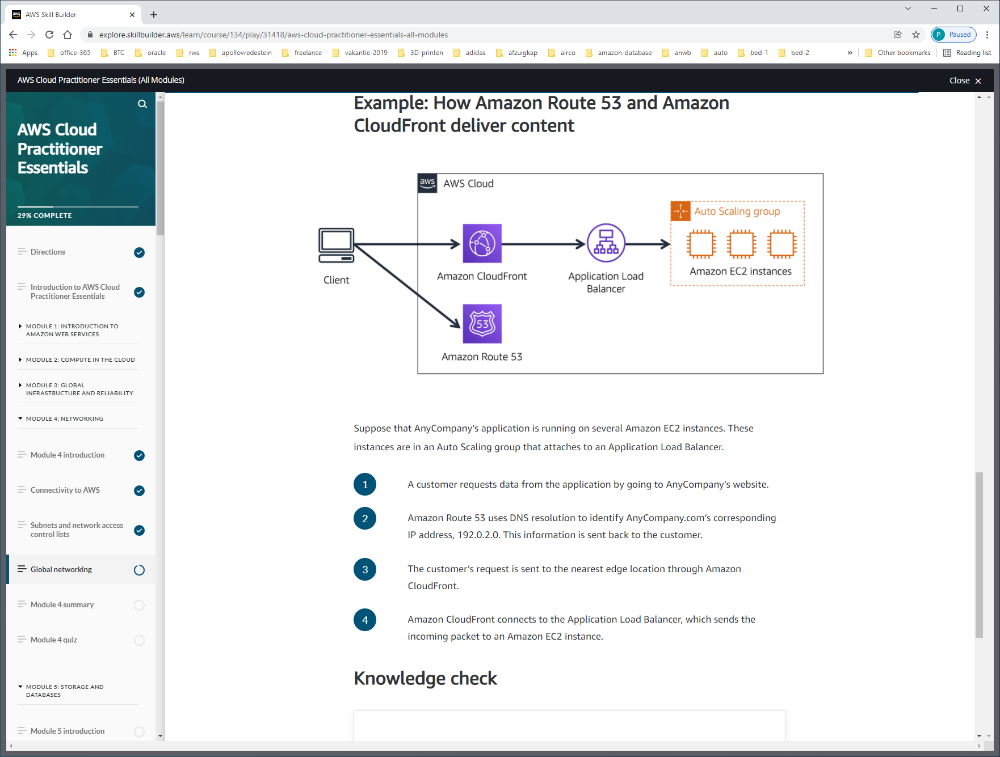 aws
AWS Skill Builder
explore.skillbuilder.aws/learn/course/134/play/31418/aws-cloud-practitioner-essentials-all-modules
P Paused
Apps office-365 BTC oracle rws apollovredestein freelance vakantie-2019 3D-printen adidas afzuigkap airco amazon-database anwb auto bed-1 bed-2 » Other bookmarks Reading list
AWS Cloud Practitioner Essentials (All Modules)
Close
AWS Cloud
Practitioner
Essentials
29% COMPLETE
Directions
Introduction to AWS Cloud
Practitioner Essentials
MODULE 1: INTRODUCTION TO
AMAZON WEB SERVICES
MODULE 2: COMPUTE IN THE CLOUD
MODULE 3: GLOBAL
INFRASTRUCTURE AND RELIABILITY
MODULE 4: NETWORKING
Module 4 introduction
Connectivity to AWS
Subnets and network access
control lists
Global networking
Module 4 summary
Module 4 quiz
MODULE 5: STORAGE AND
DATABASES
Module 5 introduction
Example: How Amazon Route 53 and Amazon
CloudFront deliver content
aws AWS Cloud
Auto Scaling group
Amazon EC2 instances
Client
Amazon CloudFront
Application Load
Balancer
53
Amazon Route 53
Suppose that AnyCompany’s application is running on several Amazon EC2 instances. These
instances are in an Auto Scaling group that attaches to an Application Load Balancer.
1 A customer requests data from the application by going to AnyCompany’s website.
2 Amazon Route 53 uses DNS resolution to identify AnyCompany.com’s corresponding
IP address, 192.0.2.0. This information is sent back to the customer.
3 The customer’s request is sent to the nearest edge location through Amazon
CloudFront.
4 Amazon CloudFront connects to the Application Load Balancer, which sends the
incoming packet to an Amazon EC2 instance.
Knowledge check